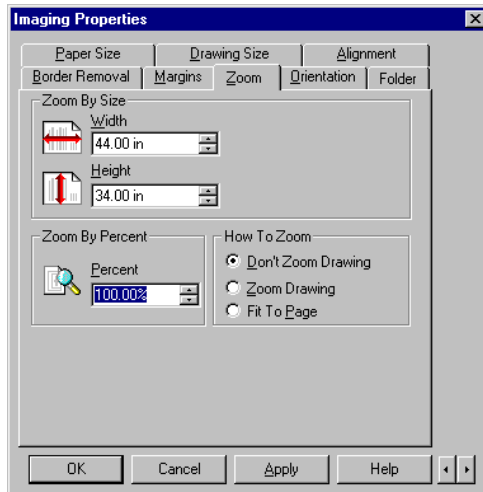 Imaging Properties
Paper Size Drawing Size Alignment
Border Removal Margins Zoom Orientation Folder
Zoom By Size
Width
44.00 in
Height
34.00 in
Zoom By Percent How To Zoom
Percent
100.00%
Don't Zoom Drawing
Zoom Drawing
Fit To Page
OK Cancel Apply Help